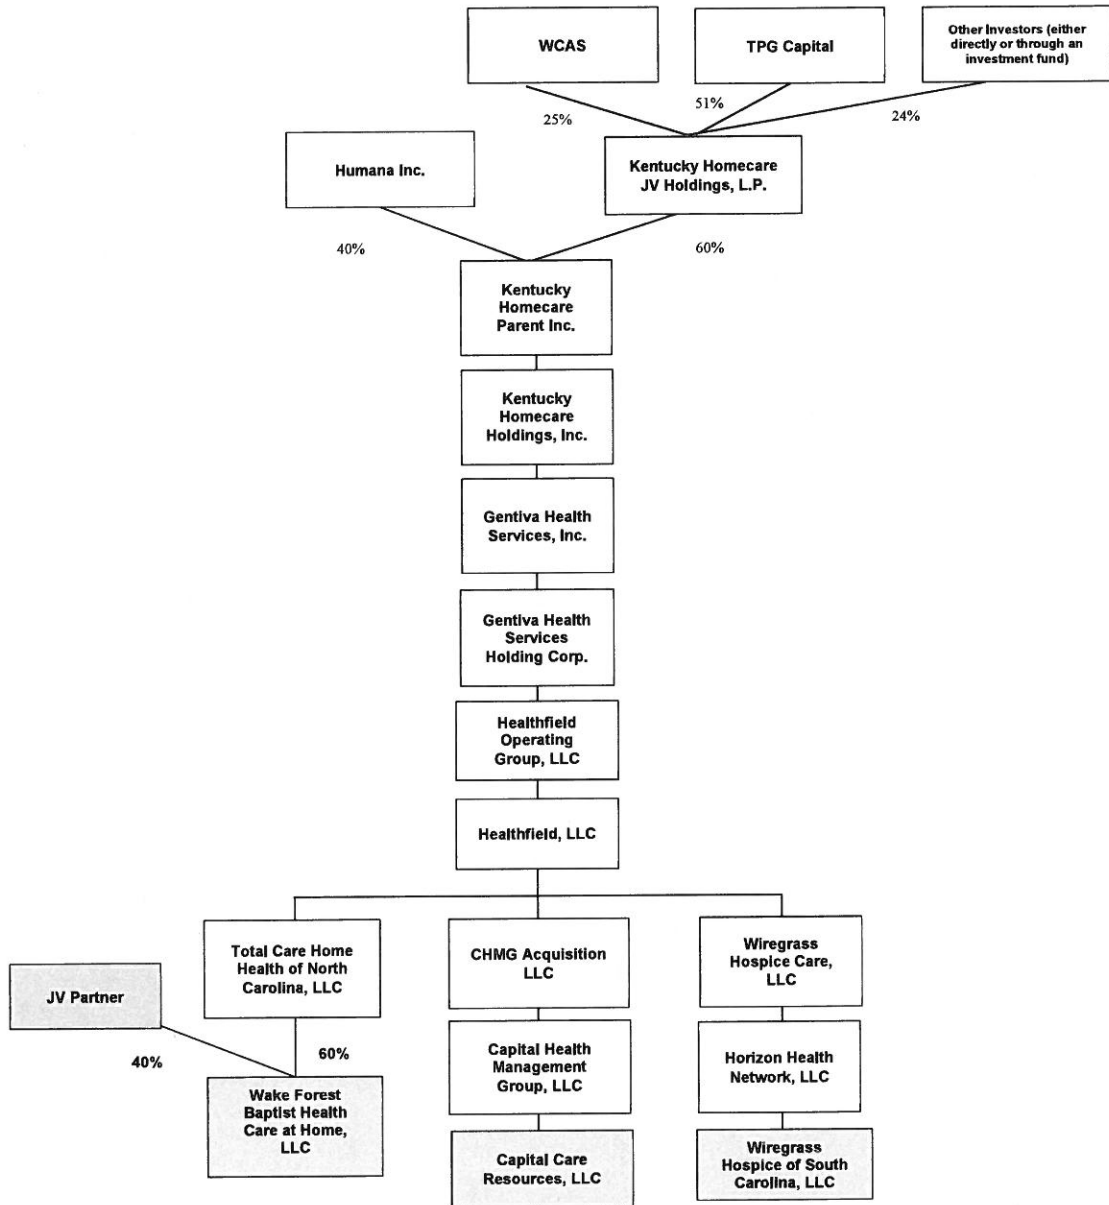 WCAS
TPG Capital
Other Investors (either
directly or through an
investment fund)
25%
51%
24%
Humana Inc.
Kentucky Homecare
JV Holdings, L.P.
40%
60%
Kentucky
Homecare
Parent Inc.
Kentucky
Homecare
Holdings, Inc.
Gentiva Health
Services, Inc.
Gentiva Health
Services
Holding Corp.
Healthfield
Operating
Group, LLC
Healthfield, LLC
Total Care Home
Health of North
Carolina, LLC
CHMG Acquisition
LLC
Wiregrass
Hospice Care,
LLC
JV Partner
40%
60%
Wake Forest
Baptist Health
Care at Home,
LLC
Capital Health
Management
Group, LLC
Horizon Health
Network, LLC
Capital Care
Resources, LLC
Wiregrass
Hospice of South
Carolina, LLC